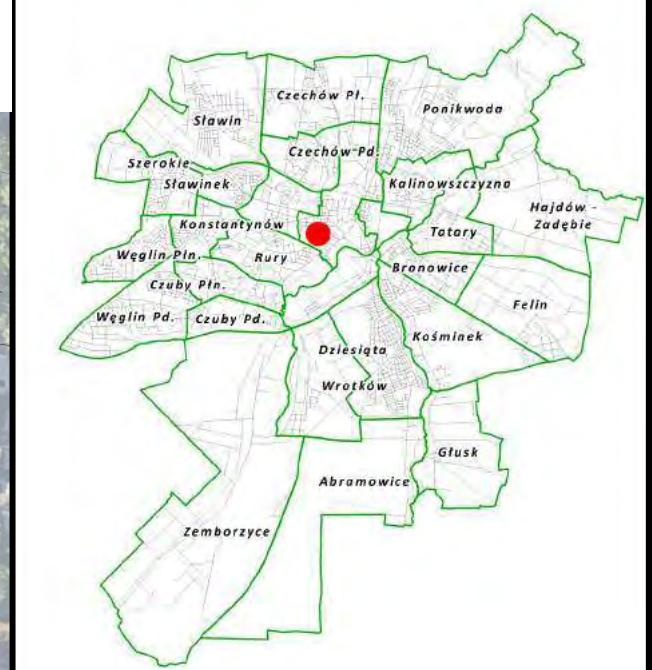 Czechów Pł.
Ponikwoda
Sławin
Czechów Pd.
Szerokie
Sławinek
Kalinowszczyzna
Hajdów -
Zadębie
Konstantynów
Tatary
Węglin Płn.
Rury
Bronowice
Czuby Płn.
Felin
Węglin Pd.
Czuby Pd.
Kośminek
Dziesiąta
Wrotków
Głusk
Abramowice
Zemborzyce